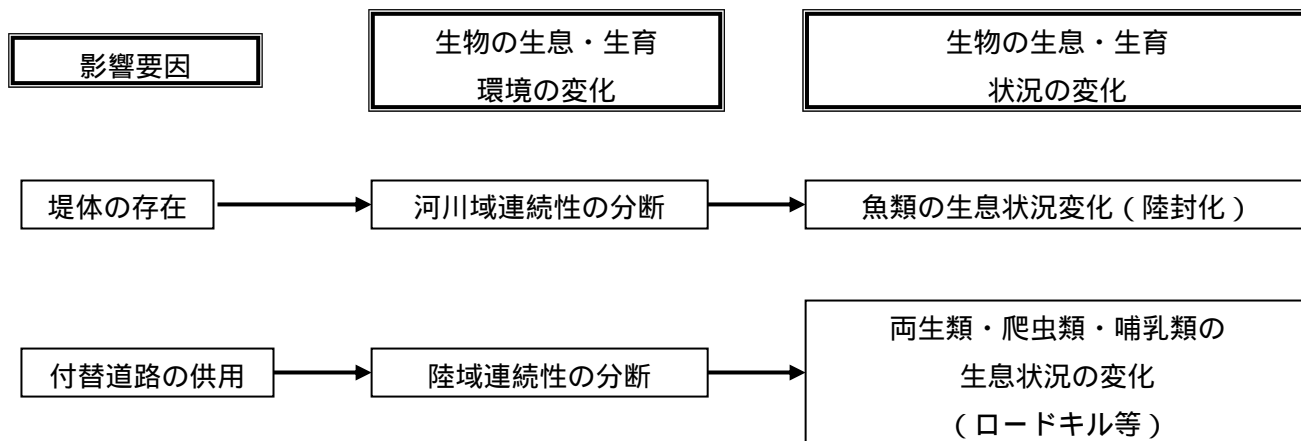 影響要因
生物の生息・生育
環境の変化
生物の生息・生育
状況の変化
堤体の存在
河川域連続性の分断
魚類の生息状況変化（陸封化）
付替道路の供用
陸域連続性の分断
両生類・爬虫類・哺乳類の
生息状況の変化
（ロードキル等）